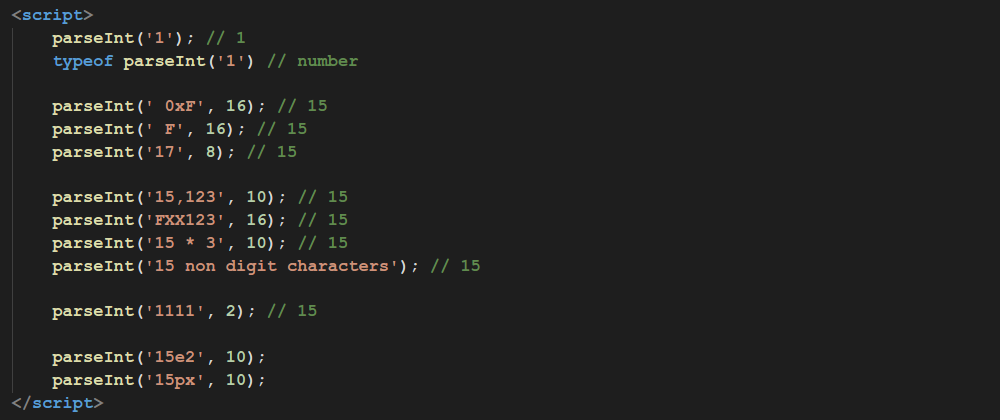 <script>
parseInt('1'); // 1
typeof parseInt('1') // number
parseInt(' 0xF', 16); // 15
parseInt(' F', 16); // 15
parseInt('17', 8); // 15
parseInt('15,123', 10); // 15
parseInt('FXX123', 16); // 15
parseInt('15 * 3', 10); // 15
parseInt('15 non digit characters'); // 15
parseInt('1111', 2); // 15
parseInt('15e2', 10);
parseInt('15px', 10);
</script>